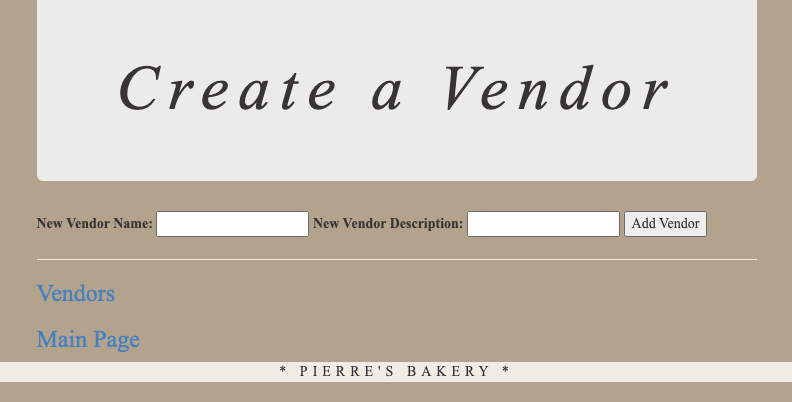 Create a Vendor
New Vendor Name: New Vendor Description: Add Vendor
Vendors
Main Page
* PIERRE'S BAKERY *